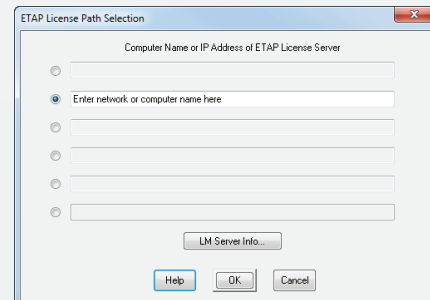 ETAP License Path Selection
Computer Name or IP Address of ETAP License Server
Enter network or computer name here
LM Server Info...
Help
OK
Cancel